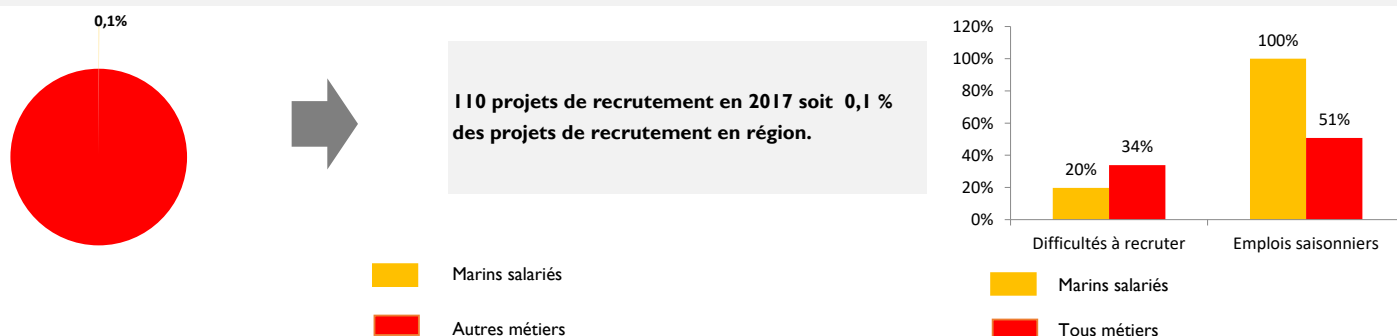 0,1%
110 projets de recrutement en 2017 soit 0,1 %
des projets de recrutement en région.
Marins salariés
Autres métiers
120%
100%
80%
60%
40%
20%
0%
20%
34%
100%
51%
Difficultés à recruter
Emplois saisonniers
Marins salariés
Tous métiers